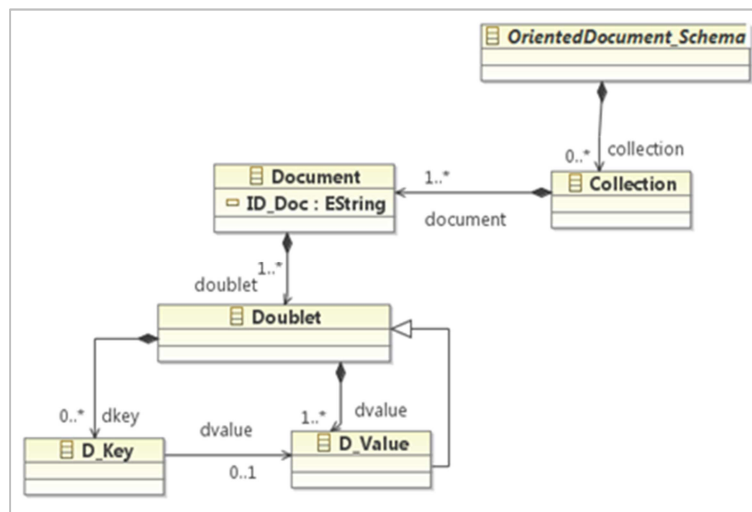 OrientedDocument_Schema
0..* collection
Collection
Document
ID_Doc : EString
1..*
document
1..*
doublet
Doublet
0..* dkey
dvalue
0..1
1..* dvalue
D_Key
D_Value